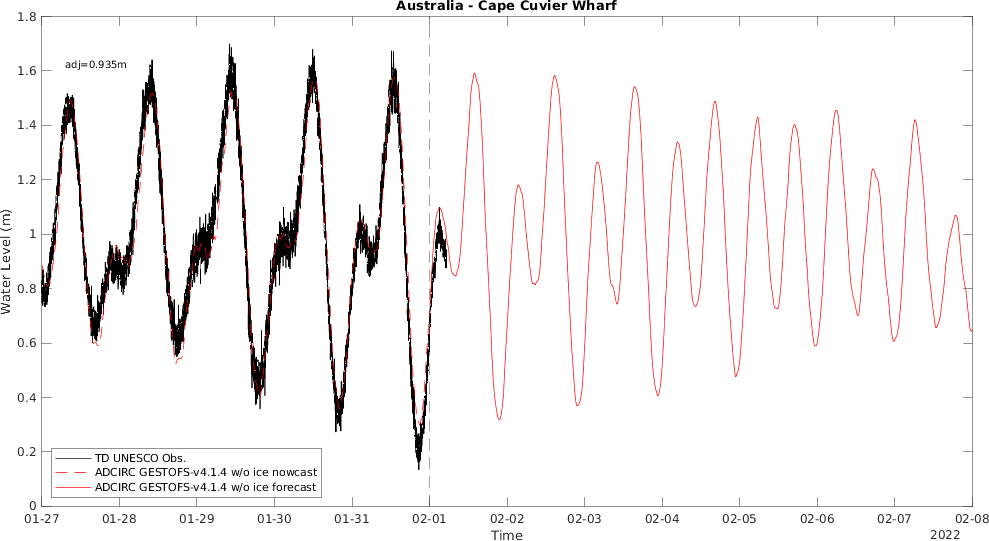 Australia - Cape Cuvier Wharf
adj=0.935m
Water Level (m)
1.8
1.6
1.4
1.2
1
0.8
0.6
0.4
0.2
0
TD UNESCO Obs.
ADCIRC GESTOFS-v4.1.4 w/o ice nowcast
ADCIRC GESTOFS-v4.1.4 w/o ice forecast
01-27 01-28 01-29 01-30 01-31 02-01 02-02 02-03 02-04 02-05 02-06 02-07 02-08
Time
2022